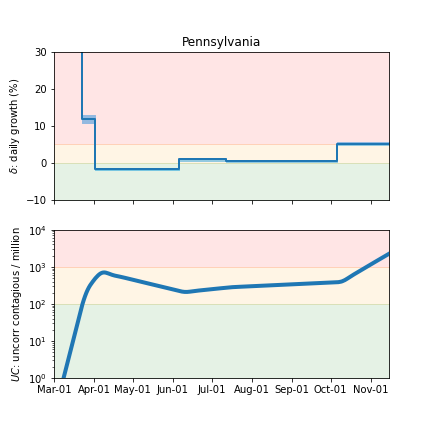 Pennsylvania
30
20
10
0
−10
δ: daily growth (%)
10⁴
10³
10²
10¹
10⁰
UC: uncorr contagious / million
Mar-01 Apr-01 May-01 Jun-01 Jul-01 Aug-01 Sep-01 Oct-01 Nov-01